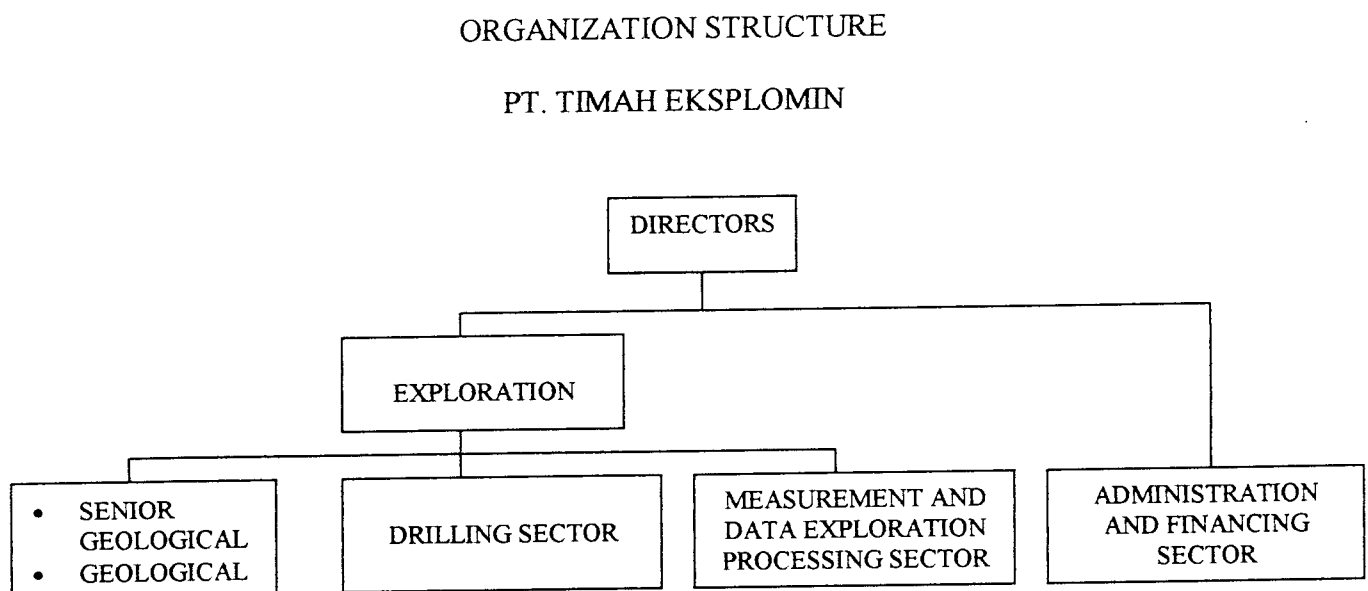 ORGANIZATION STRUCTURE
PT. TIMAH EKSPLOMIN
DIRECTORS
EXPLORATION
• SENIOR
GEOLOGICAL
• GEOLOGICAL
DRILLING SECTOR
MEASUREMENT AND
DATA EXPLORATION
PROCESSING SECTOR
ADMINISTRATION
AND FINANCING
SECTOR